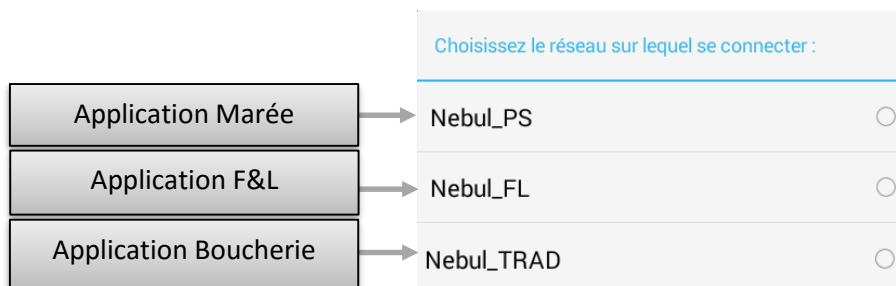 Choisissez le réseau sur lequel se connecter :
Application Marée
Nebul_PS
Application F&L
Nebul_FL
Application Boucherie
Nebul_TRAD